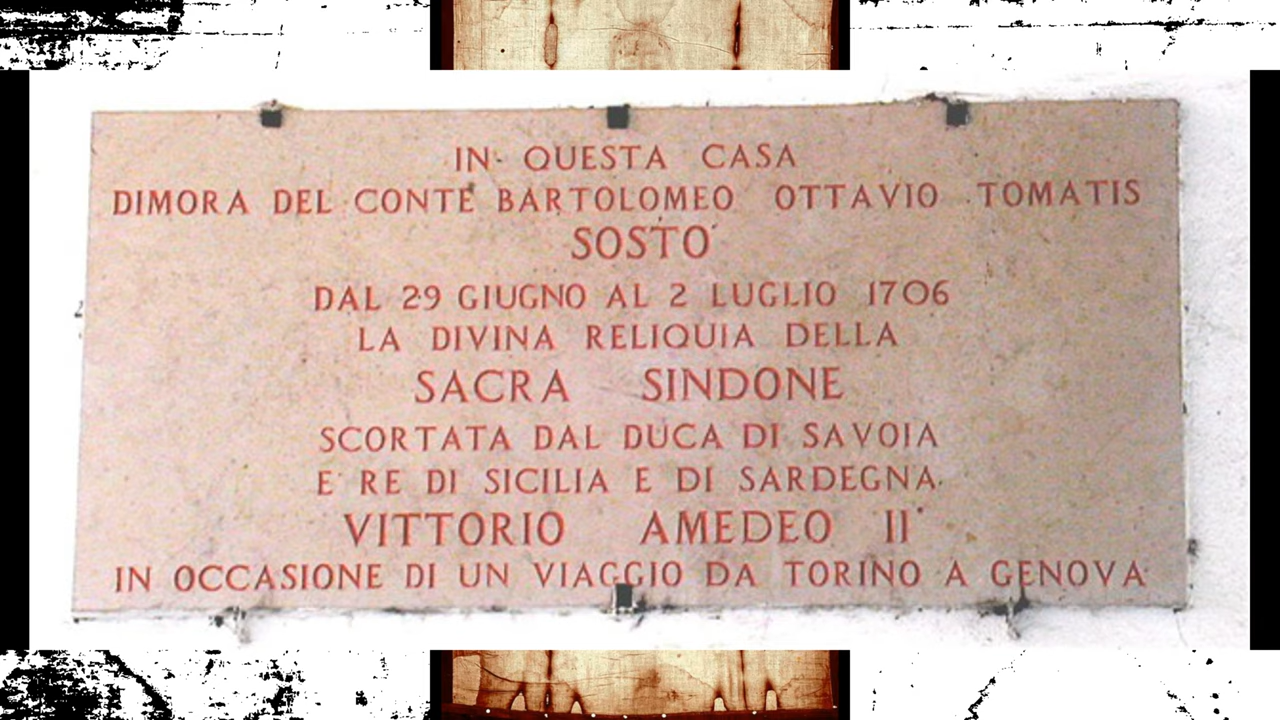 IN QUESTA CASA
DIMORA DEL CONTE BARTOLOMEO OTTAVIO TOMATIS
SOSTO'
DAL 29 GIUGNO AL 2 LUGLIO 1706
LA DIVINA RELIQUIA DELLA
SACRA SINDONE
SCORTATA DAL DUCA DI SAVOIA
E RE DI SICILIA E DI SARDEGNA
VITTORIO AMEDEO II°
IN OCCASIONE DI UN VIAGGIO DA TORINO A GENOVA